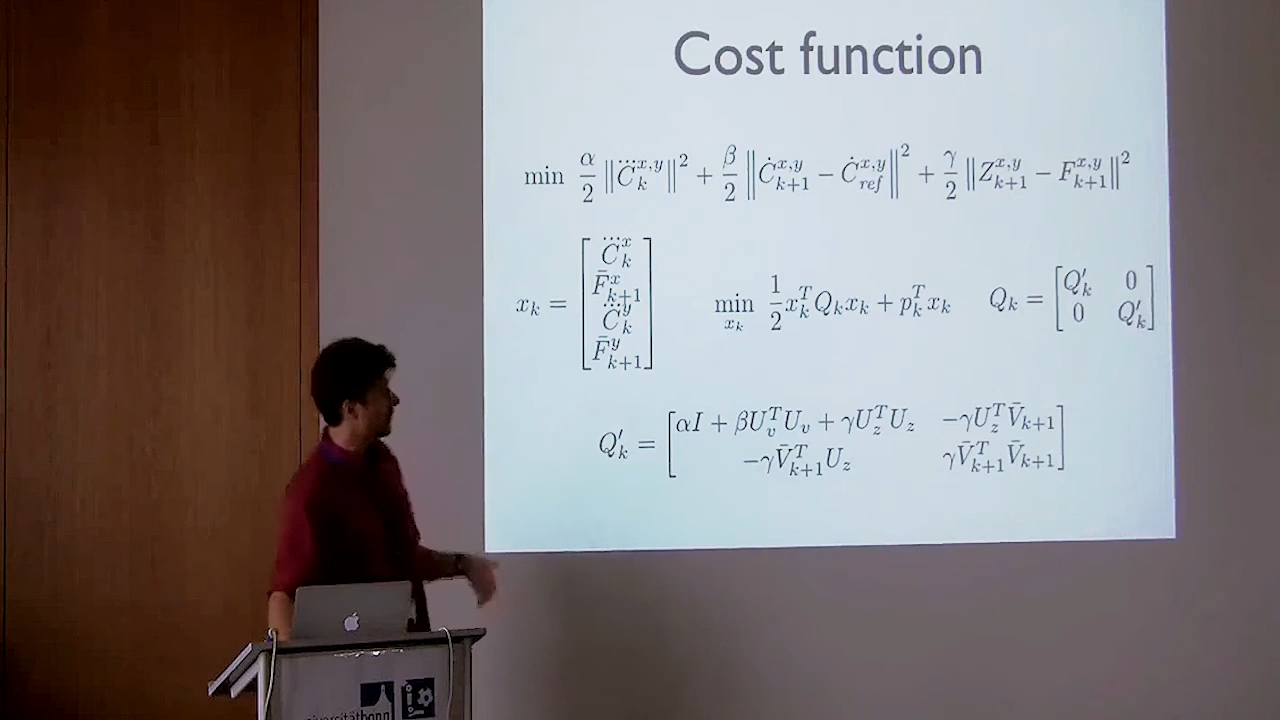 Cost function
min α/2 ‖C⃛_k^{x,y}‖² + β/2 ‖Ċ_{k+1}^{x,y} − Ċ_{ref}^{x,y}‖² + γ/2 ‖Z_{k+1}^{x,y} − F_{k+1}^{x,y}‖²
x_k = [C⃛_k^x; F̄_{k+1}^x; C⃛_k^y; F̄_{k+1}^y]   min_{x_k} 1/2 x_k^T Q_k x_k + p_k^T x_k   Q_k = [Q'_k 0; 0 Q'_k]
Q'_k = [αI + βU_v^T U_v + γU_z^T U_z   −γU_z^T V̄_{k+1}; −γV̄_{k+1}^T U_z   γV̄_{k+1}^T V̄_{k+1}]
universitätbonn